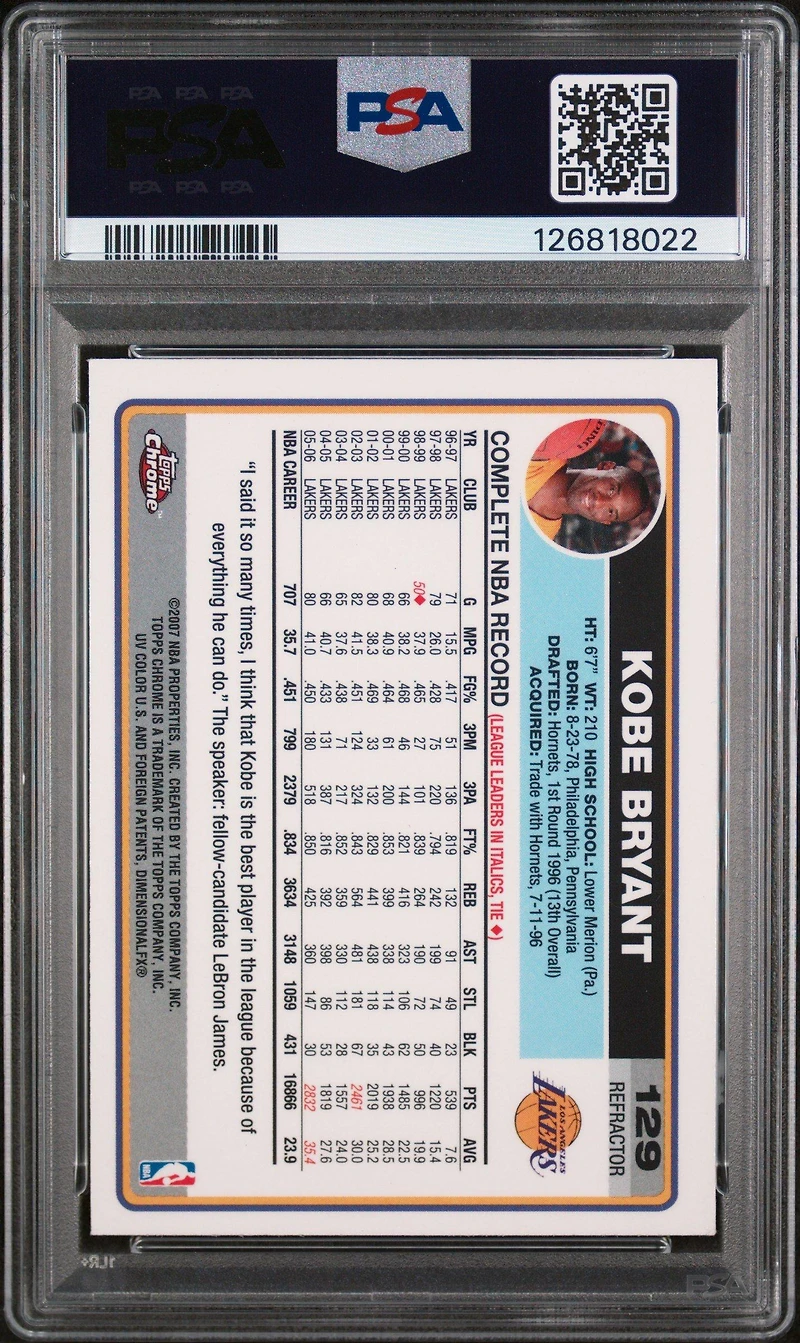 PSA PSA PSA
PSA
PSA PSA PSA
PSA
126818022
129
REFRACTOR
KOBE BRYANT
HT: 6'7" WT: 210 HIGH SCHOOL: Lower Merion (Pa.)
BORN: 8-23-78, Philadelphia, Pennsylvania
DRAFTED: Hornets, 1st Round 1996 (13th Overall)
ACQUIRED: Trade with Hornets, 7-11-96
LOS ANGELES
LAKERS
COMPLETE NBA RECORD (LEAGUE LEADERS IN ITALICS, TIE ◆)
YR CLUB G MPG FG% 3PM 3PA FT% REB AST STL BLK PTS AVG
96-97 LAKERS 71 15.5 .417 51 136 .819 132 91 49 23 539 7.6
97-98 LAKERS 79 26.0 .428 75 220 .794 242 199 74 40 1220 15.4
98-99 LAKERS 50◆ 37.9 .465 27 101 .839 264 190 72 50 996 19.9
99-00 LAKERS 66 38.2 .468 46 144 .821 416 323 106 62 1485 22.5
00-01 LAKERS 68 40.9 .464 61 200 .853 399 338 114 43 1938 28.5
01-02 LAKERS 80 38.3 .469 33 132 .829 441 438 118 35 2019 25.2
02-03 LAKERS 82 41.5 .451 124 324 .843 564 481 181 67 2461 30.0
03-04 LAKERS 65 37.6 .438 71 217 .852 359 330 112 28 1557 24.0
04-05 LAKERS 66 40.7 .433 131 387 .816 392 398 86 53 1819 27.6
05-06 LAKERS 80 41.0 .450 180 518 .850 425 360 147 30 2832 35.4
NBA CAREER 707 35.7 .451 799 2379 .834 3634 3148 1059 431 16866 23.9
"I said it so many times, I think that Kobe is the best player in the league because of
everything he can do." The speaker: fellow-candidate LeBron James.
topps
Chrome™
©2007 NBA PROPERTIES, INC. CREATED BY THE TOPPS COMPANY, INC.
TOPPS CHROME IS A TRADEMARK OF THE TOPPS COMPANY, INC.
UV COLOR U.S. AND FOREIGN PATENTS, DIMENSIONALFX®
NBA
PSA